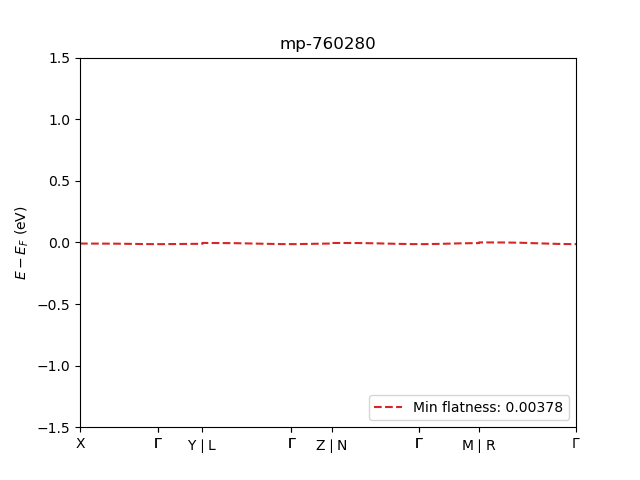 mp-760280
1.5
1.0
0.5
0.0
−0.5
−1.0
−1.5
E − E_F (eV)
Min flatness: 0.00378
X Γ Y | L Γ Z | N Γ M | R Γ